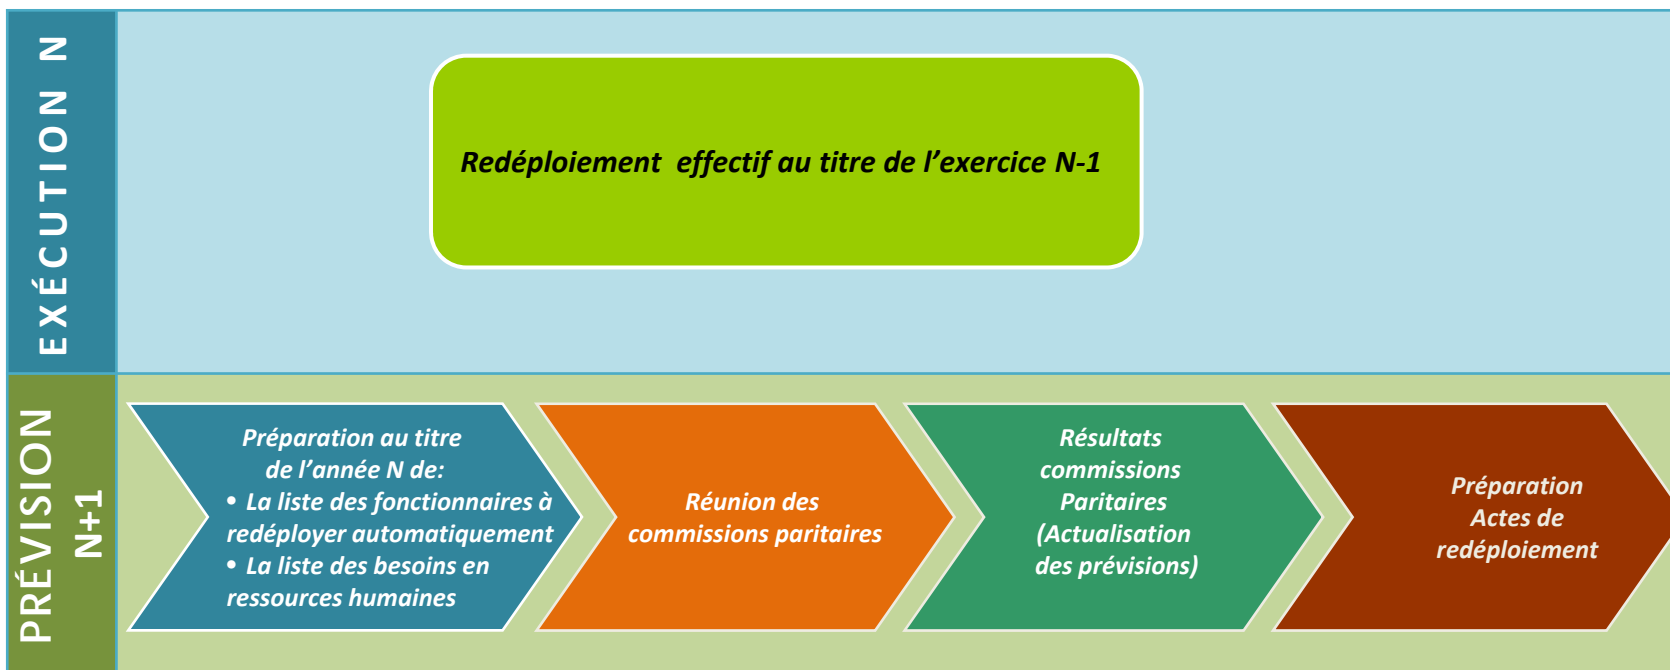 EXÉCUTION N
Redéploiement effectif au titre de l’exercice N-1
PRÉVISION
N+1
Préparation au titre
de l’année N de:
• La liste des fonctionnaires à
redéployer automatiquement
• La liste des besoins en
ressources humaines
Réunion des
commissions paritaires
Résultats
commissions
Paritaires
(Actualisation
des prévisions)
Préparation
Actes de
redéploiement